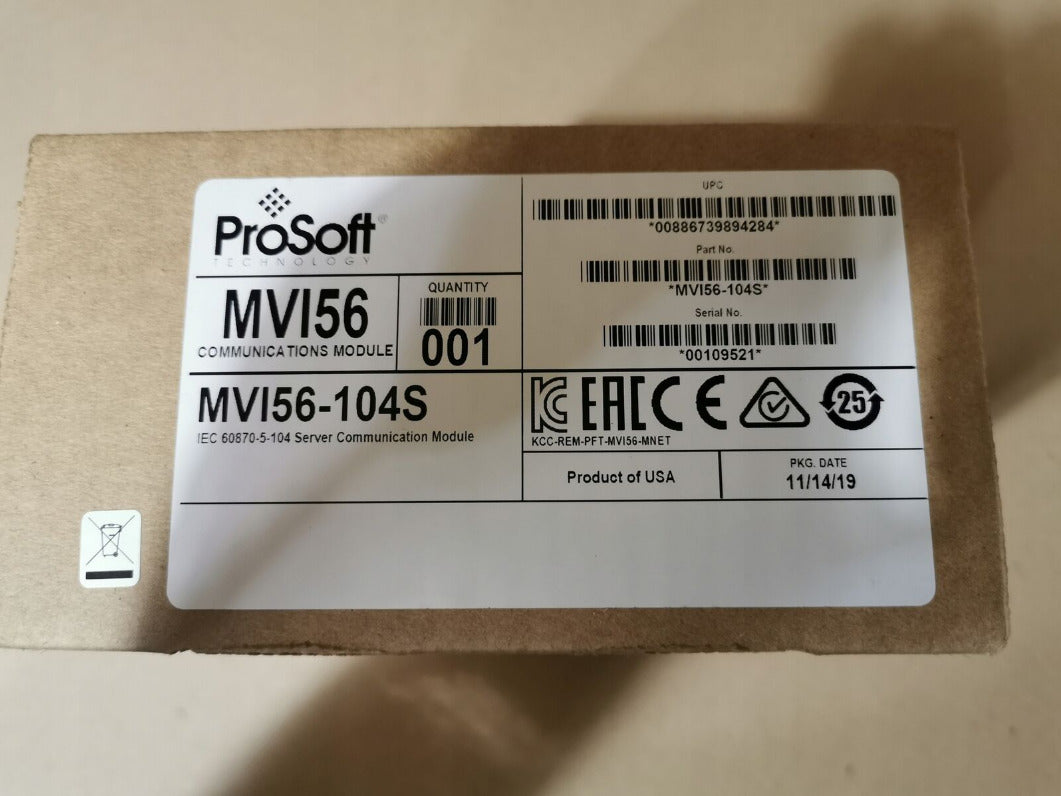 ProSoft®
TECHNOLOGY
MVI56
COMMUNICATIONS MODULE
QUANTITY
001
UPC
*00886739894284*
Part No.
*MVI56-104S*
Serial No.
*00109521*
MVI56-104S
IEC 60870-5-104 Server Communication Module
EAC CE 25
KCC-REM-PFT-MVI56-MNET
Product of USA
PKG. DATE
11/14/19